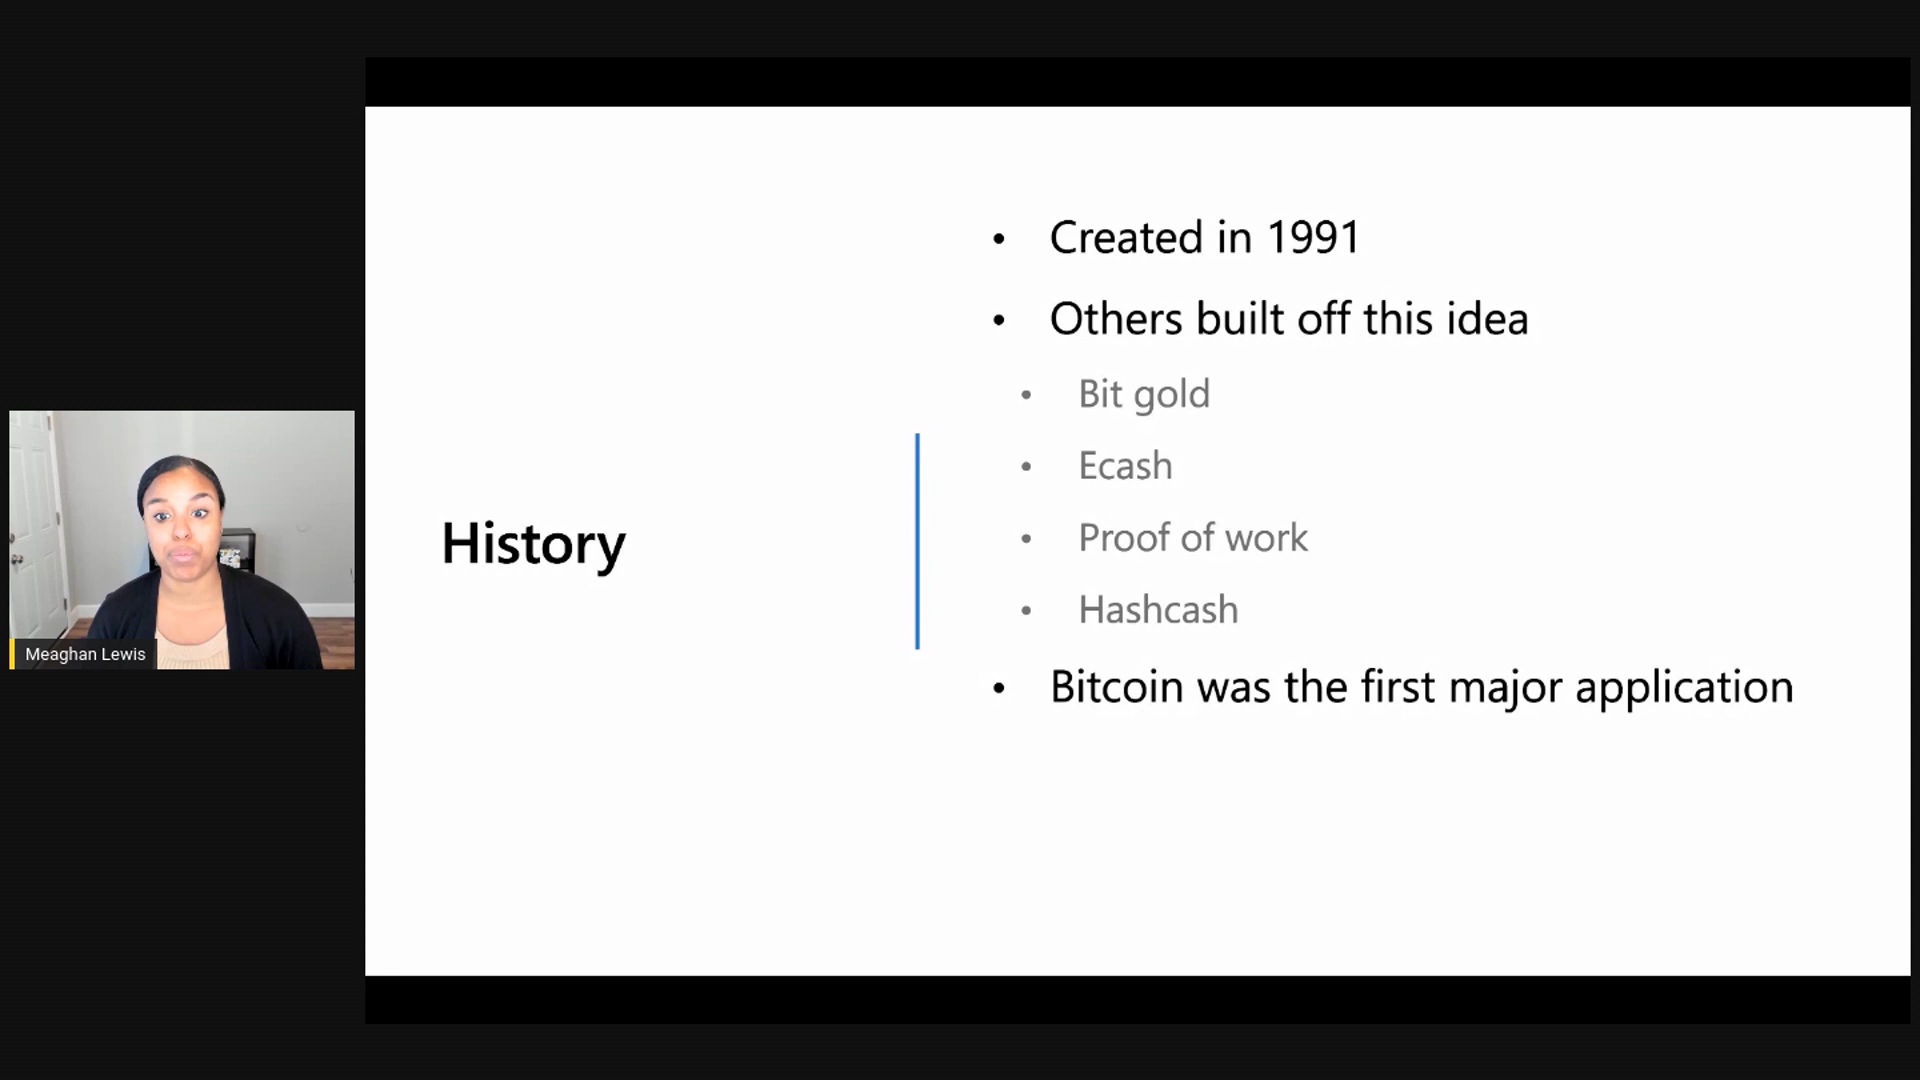 Meaghan Lewis
History
• Created in 1991
• Others built off this idea
• Bit gold
• Ecash
• Proof of work
• Hashcash
• Bitcoin was the first major application